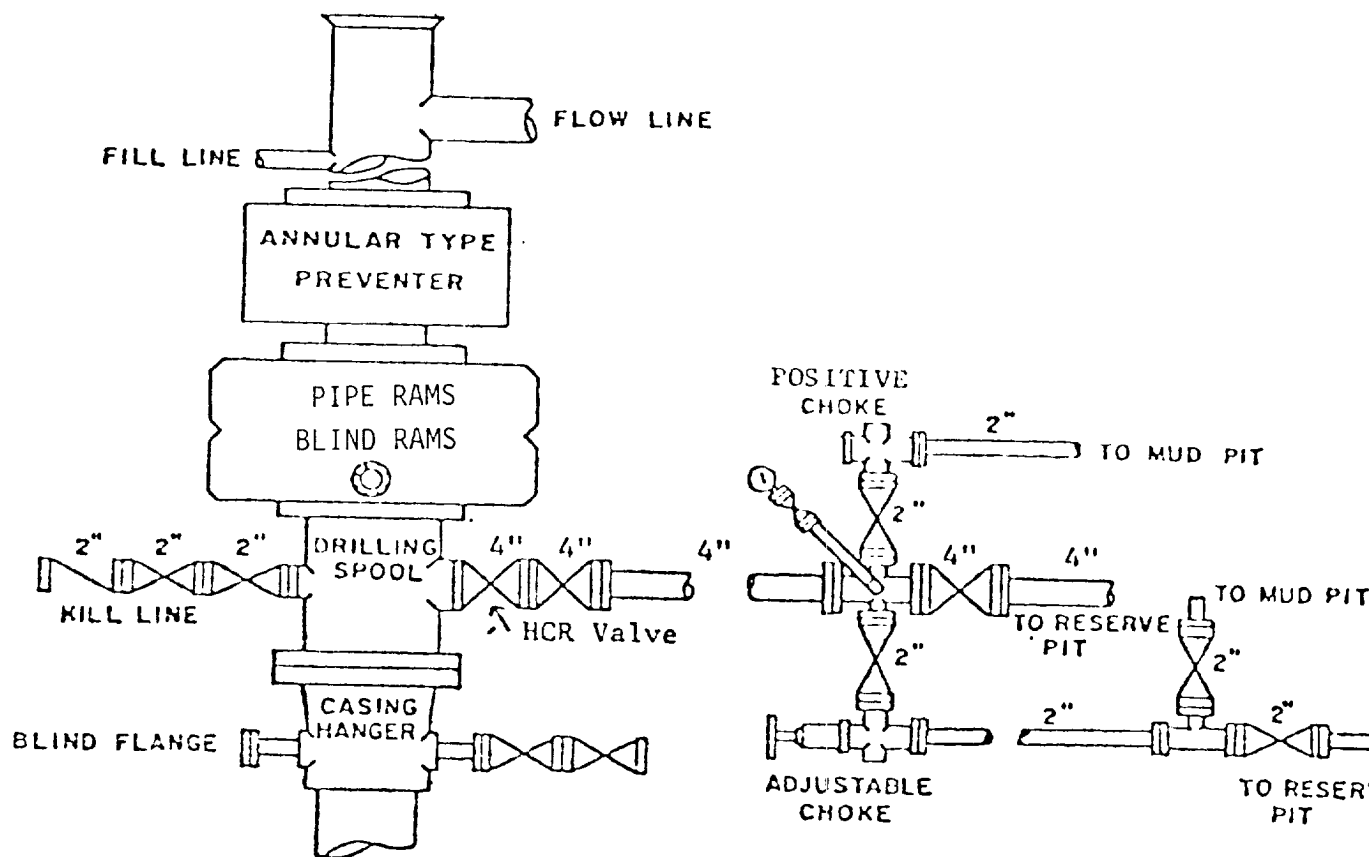 FLOW LINE
FILL LINE
ANNULAR TYPE
PREVENTER
PIPE RAMS
BLIND RAMS
DRILLING
SPOOL
2" 2" 2"
KILL LINE
4" 4" 4"
HCR Valve
CASING
HANGER
BLIND FLANGE
POSITIVE
CHOKE
2"
TO MUD PIT
2"
4" 4"
TO RESERVE
PIT
2"
ADJUSTABLE
CHOKE
2"
TO MUD PIT
2"
2"
TO RESER
PIT